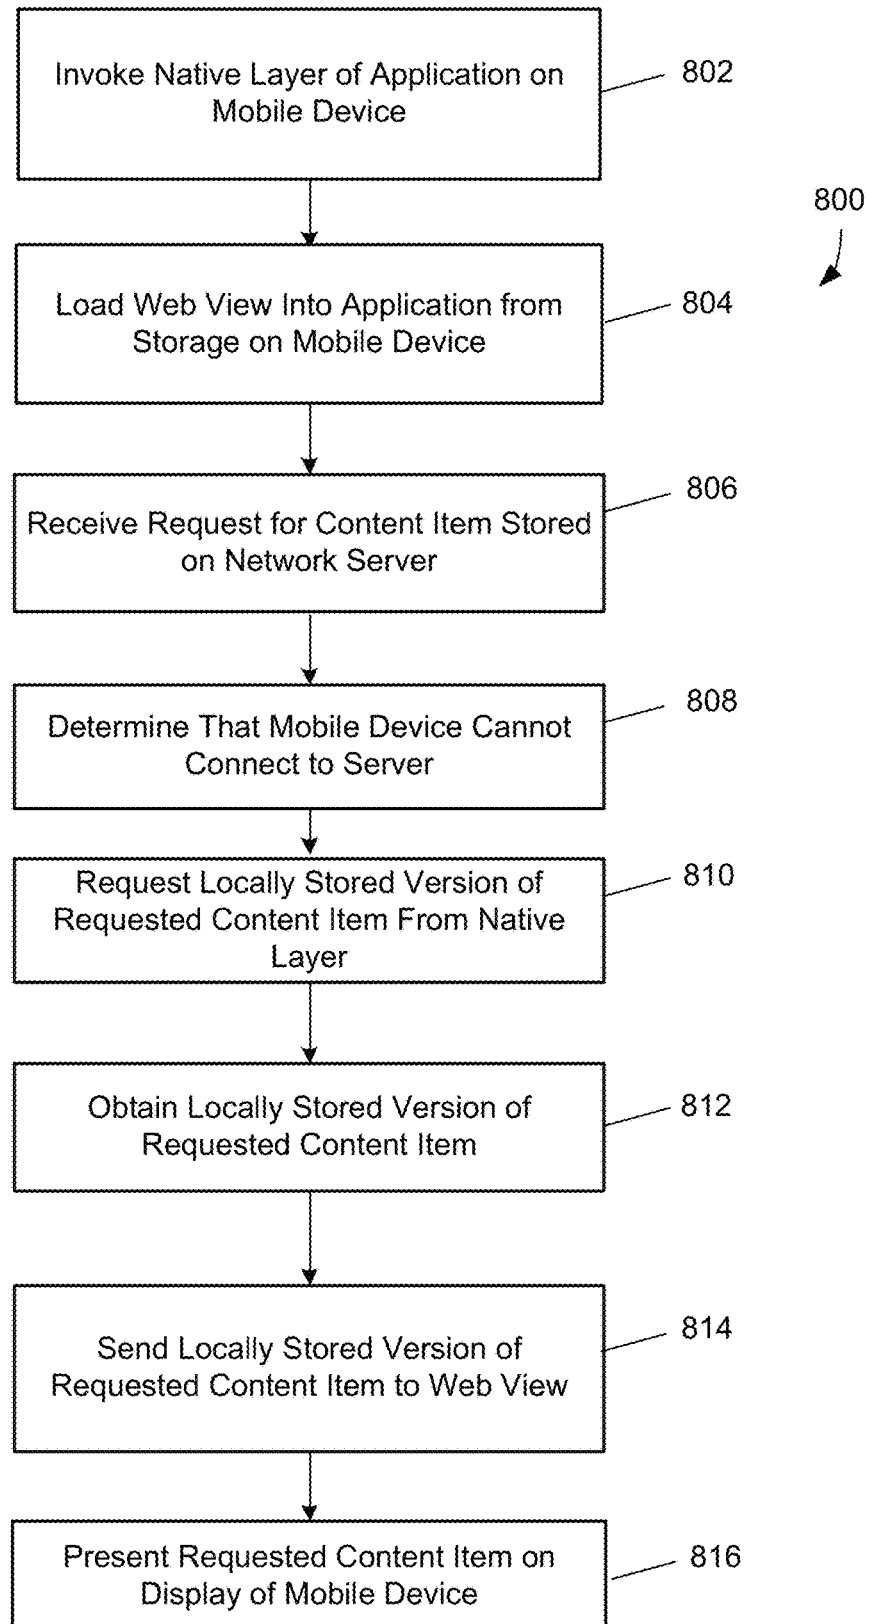 Invoke Native Layer of Application on
Mobile Device
802
800
Load Web View Into Application from
Storage on Mobile Device
804
Receive Request for Content Item Stored
on Network Server
806
Determine That Mobile Device Cannot
Connect to Server
808
Request Locally Stored Version of
Requested Content Item From Native
Layer
810
Obtain Locally Stored Version of
Requested Content Item
812
Send Locally Stored Version of
Requested Content Item to Web View
814
Present Requested Content Item on
Display of Mobile Device
816